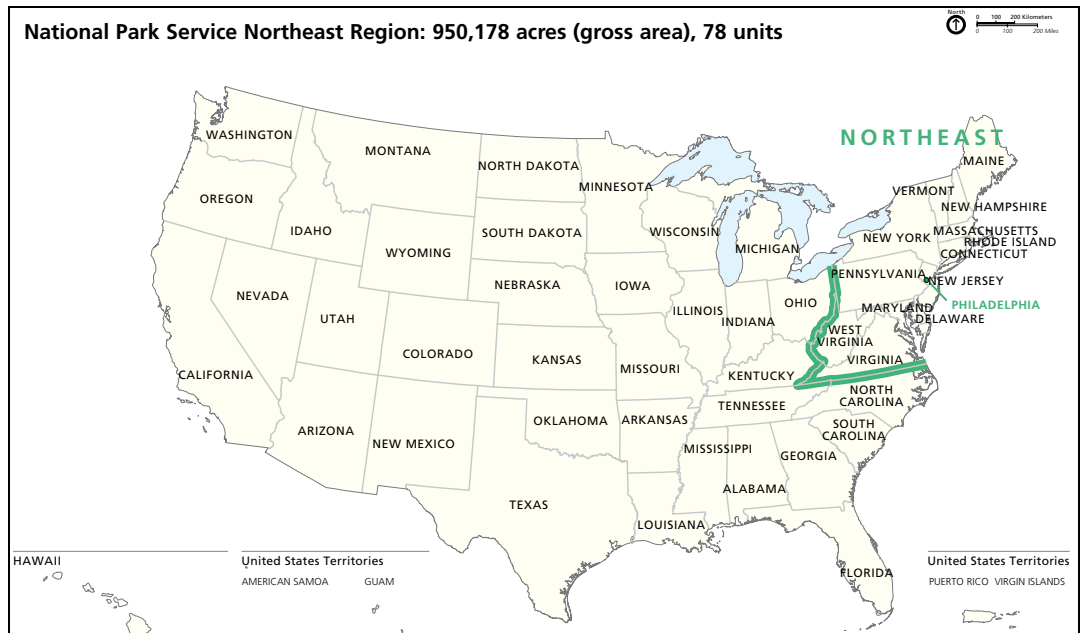 National Park Service Northeast Region: 950,178 acres (gross area), 78 units
North
0 100 200 Kilometers
0 100 200 Miles
NORTHEAST
WASHINGTON
MONTANA
NORTH DAKOTA
MINNESOTA
MAINE
VERMONT
NEW HAMPSHIRE
OREGON
IDAHO
WYOMING
SOUTH DAKOTA
WISCONSIN
MICHIGAN
NEW YORK
MASSACHUSETTS
RHODE ISLAND
CONNECTICUT
NEVADA
UTAH
NEBRASKA
IOWA
ILLINOIS
INDIANA
OHIO
PENNSYLVANIA
NEW JERSEY
PHILADELPHIA
MARYLAND
DELAWARE
WEST
VIRGINIA
VIRGINIA
CALIFORNIA
COLORADO
KANSAS
MISSOURI
KENTUCKY
NORTH
CAROLINA
TENNESSEE
ARIZONA
NEW MEXICO
OKLAHOMA
ARKANSAS
SOUTH
CAROLINA
MISSISSIPPI
GEORGIA
ALABAMA
TEXAS
LOUISIANA
FLORIDA
HAWAII
United States Territories
AMERICAN SAMOA GUAM
United States Territories
PUERTO RICO VIRGIN ISLANDS